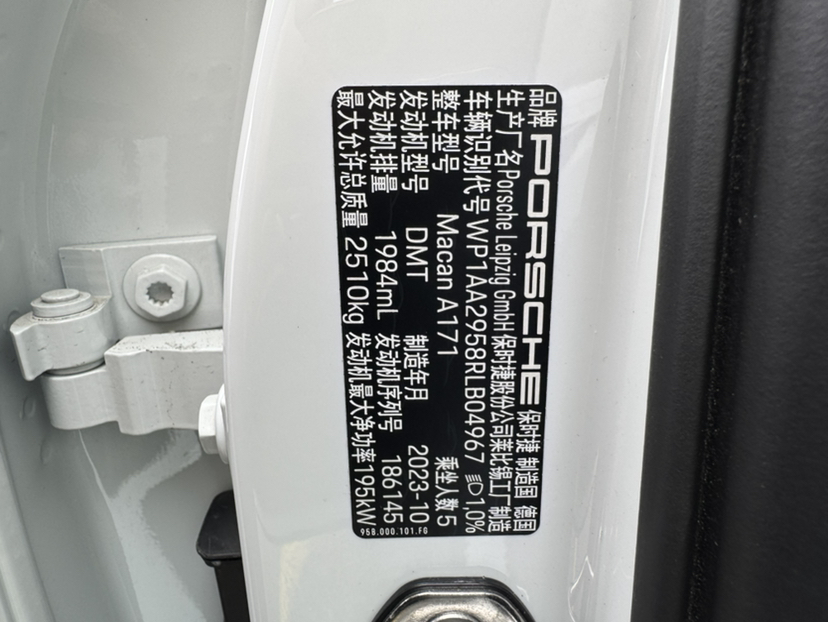 品牌 PORSCHE 保时捷 制造国 德国
生产厂名 Porsche Leipzig GmbH 保时捷股份公司莱比锡工厂制造
车辆识别代号 WP1AA2958RLB04967 1,0%
整车型号 Macan A171 乘坐人数 5
发动机型号 DMT 制造年月 2023-10
发动机排量 1984mL 发动机序列号 186145
最大允许总质量 2510kg 发动机最大净功率 195kW
958.000.101.FG